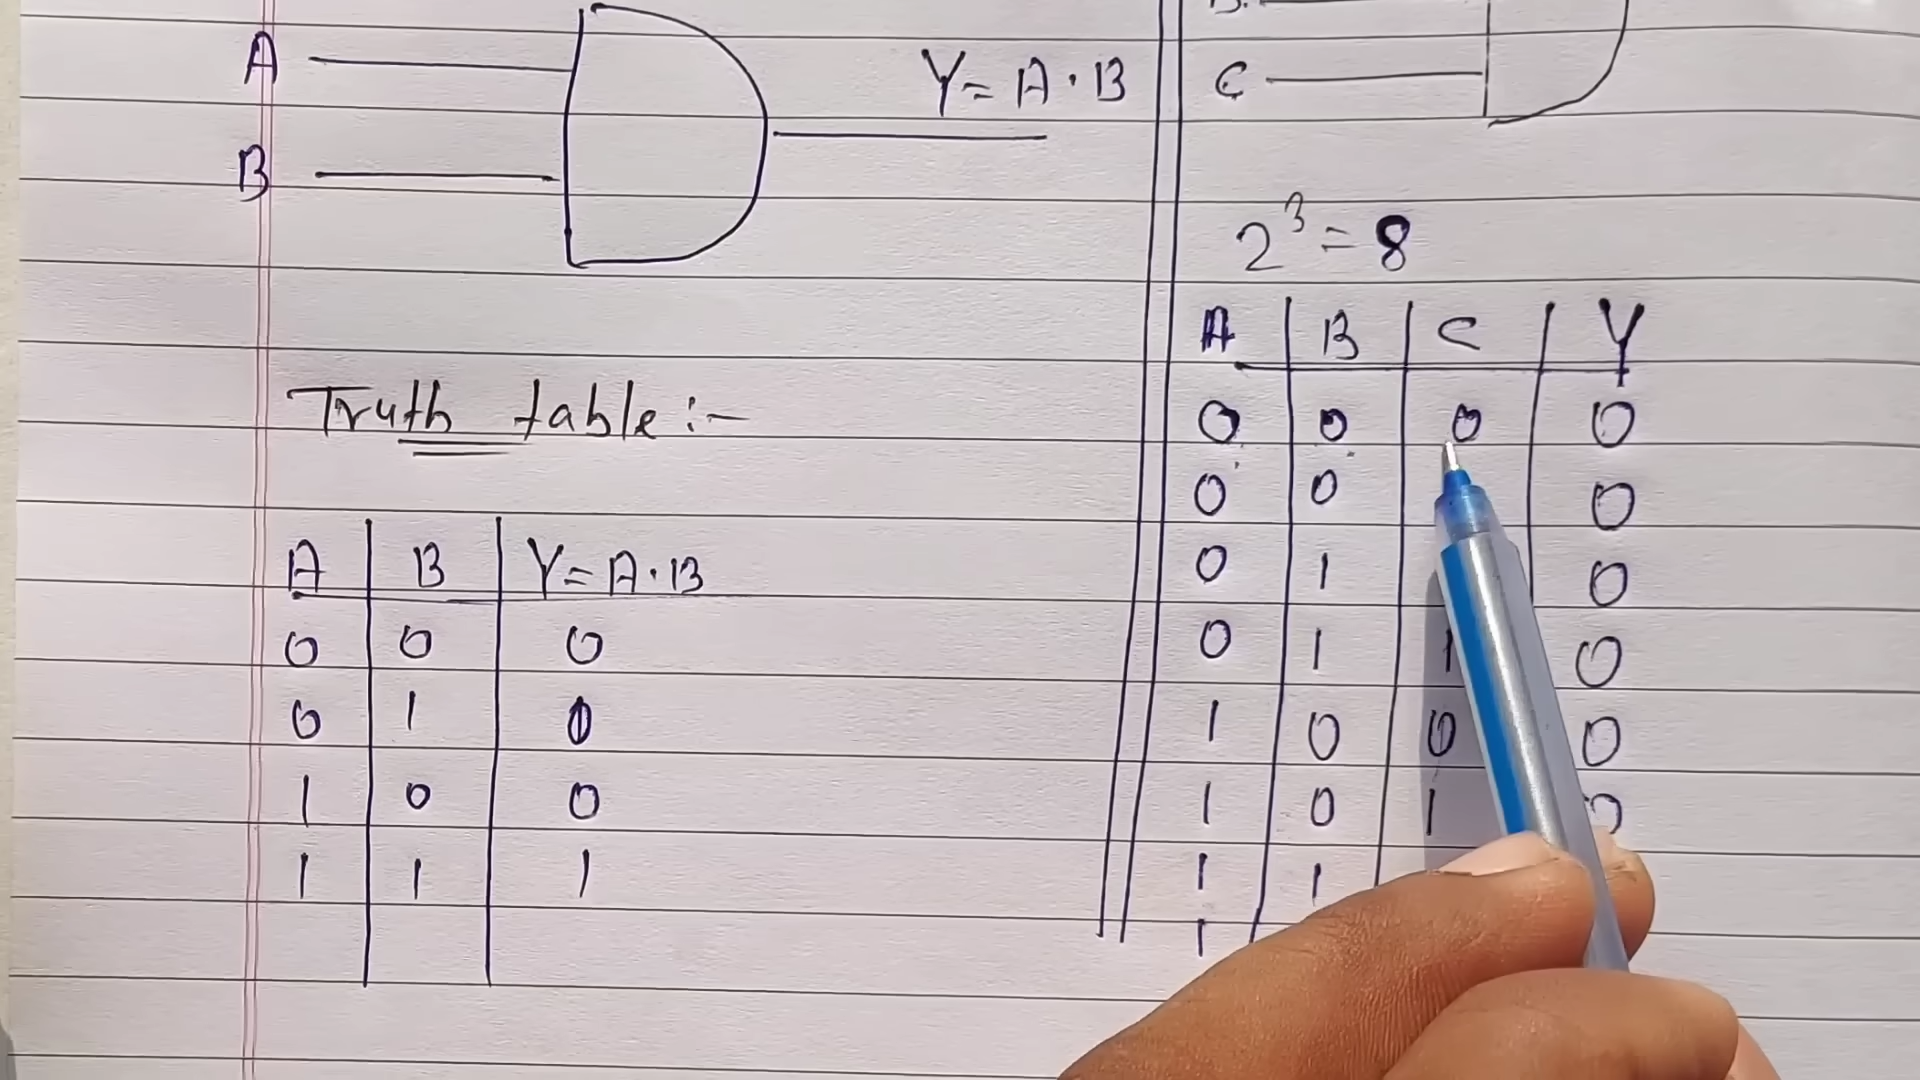 A
B
Y = A · B
Truth table :-
A B Y = A · B
0 0 0
0 1 0
1 0 0
1 1 1
B.
C
2³ = 8
A B C Y
0 0 0 0
0 0 0
0 1 0
0 1 1 0
1 0 0 0
1 0 1 0
1 1
1